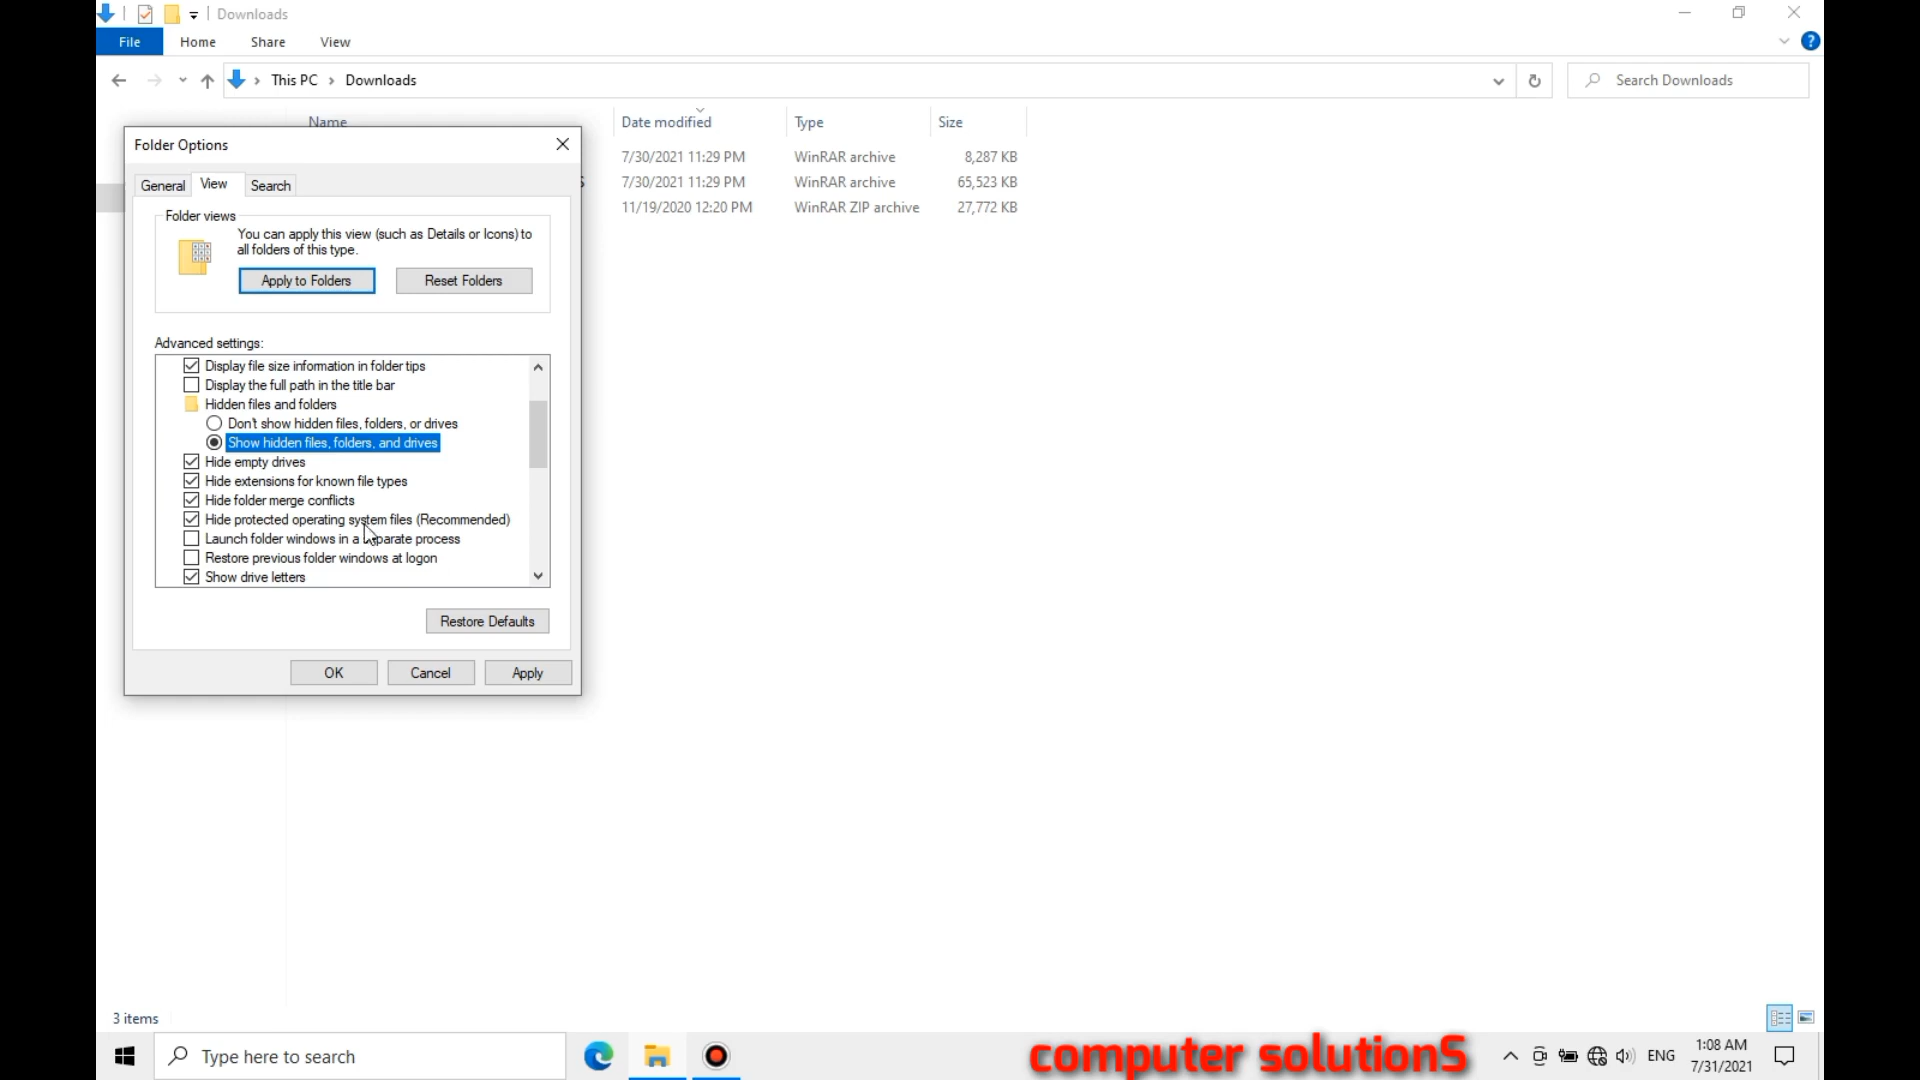 Downloads
File Home Share View
This PC › Downloads
Search Downloads
Name Date modified Type Size
7/30/2021 11:29 PM WinRAR archive 8,287 KB
7/30/2021 11:29 PM WinRAR archive 65,523 KB
11/19/2020 12:20 PM WinRAR ZIP archive 27,772 KB
Folder Options
General View Search
Folder views
You can apply this view (such as Details or Icons) to
all folders of this type.
Apply to Folders Reset Folders
Advanced settings:
Display file size information in folder tips
Display the full path in the title bar
Hidden files and folders
Don't show hidden files, folders, or drives
Show hidden files, folders, and drives
Hide empty drives
Hide extensions for known file types
Hide folder merge conflicts
Hide protected operating system files (Recommended)
Launch folder windows in a separate process
Restore previous folder windows at logon
Show drive letters
Restore Defaults
OK Cancel Apply
3 items
Type here to search
computer solutionS
ENG
1:08 AM
7/31/2021